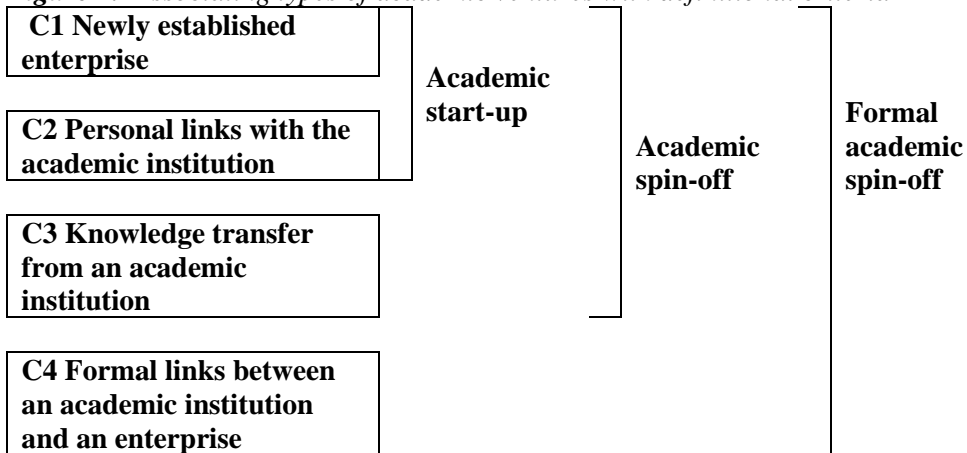 C1 Newly established
enterprise
C2 Personal links with the
academic institution
C3 Knowledge transfer
from an academic
institution
C4 Formal links between
an academic institution
and an enterprise
Academic
start-up
Academic
spin-off
Formal
academic
spin-off